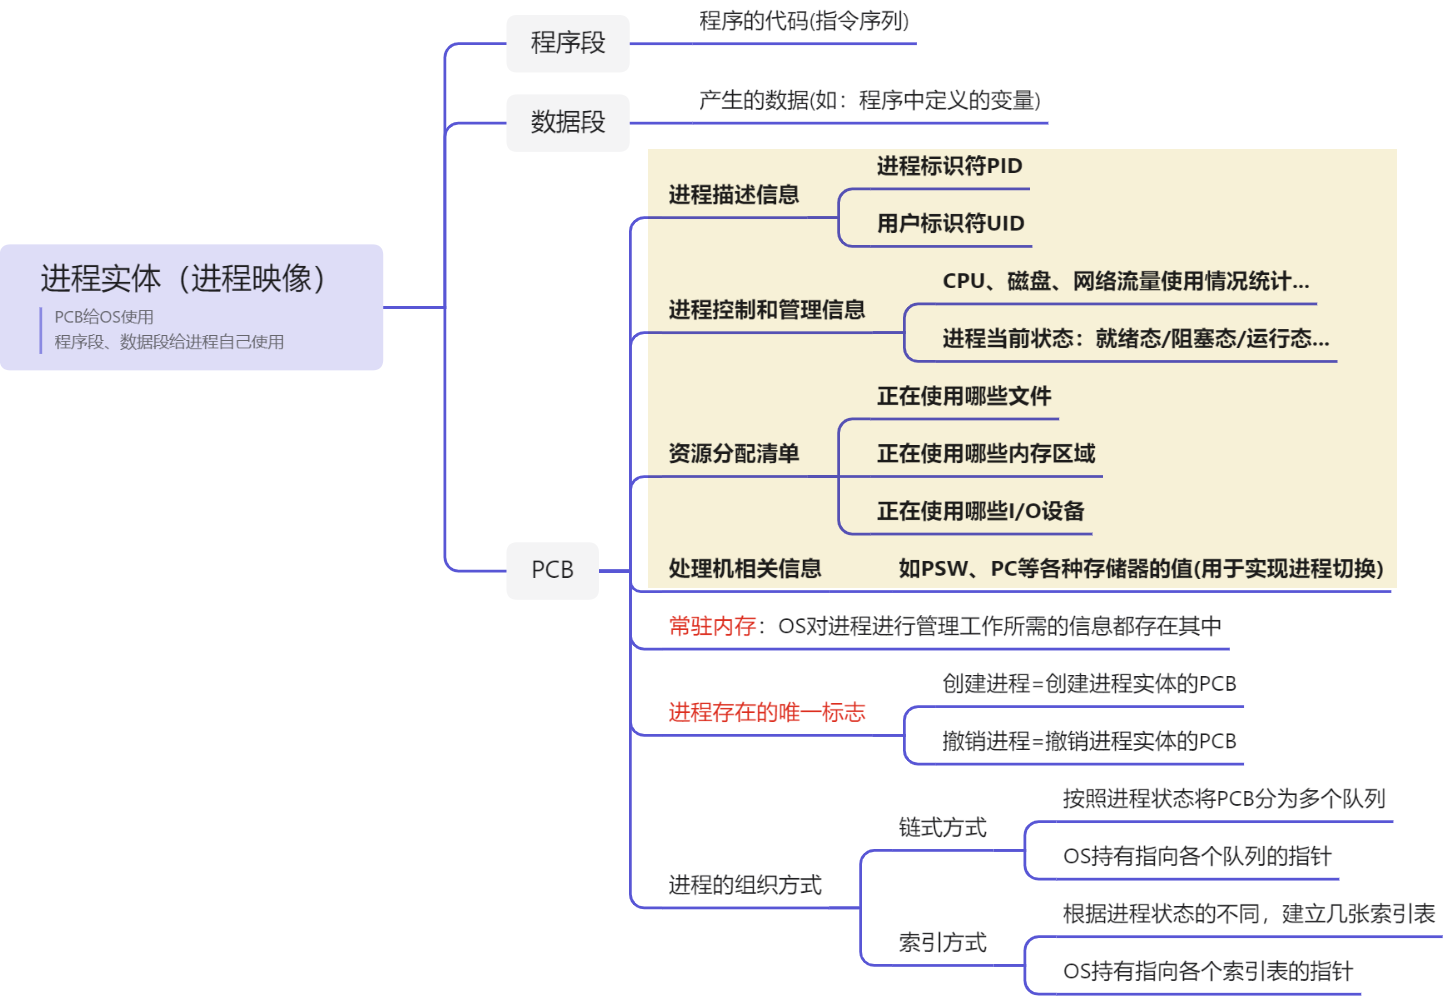 进程实体（进程映像）
PCB给OS使用
程序段、数据段给进程自己使用
程序段
程序的代码(指令序列)
数据段
产生的数据(如：程序中定义的变量)
PCB
进程描述信息
进程标识符PID
用户标识符UID
进程控制和管理信息
CPU、磁盘、网络流量使用情况统计...
进程当前状态：就绪态/阻塞态/运行态...
资源分配清单
正在使用哪些文件
正在使用哪些内存区域
正在使用哪些I/O设备
处理机相关信息
如PSW、PC等各种存储器的值(用于实现进程切换)
常驻内存：OS对进程进行管理工作所需的信息都存在其中
进程存在的唯一标志
创建进程=创建进程实体的PCB
撤销进程=撤销进程实体的PCB
进程的组织方式
链式方式
按照进程状态将PCB分为多个队列
OS持有指向各个队列的指针
索引方式
根据进程状态的不同，建立几张索引表
OS持有指向各个索引表的指针